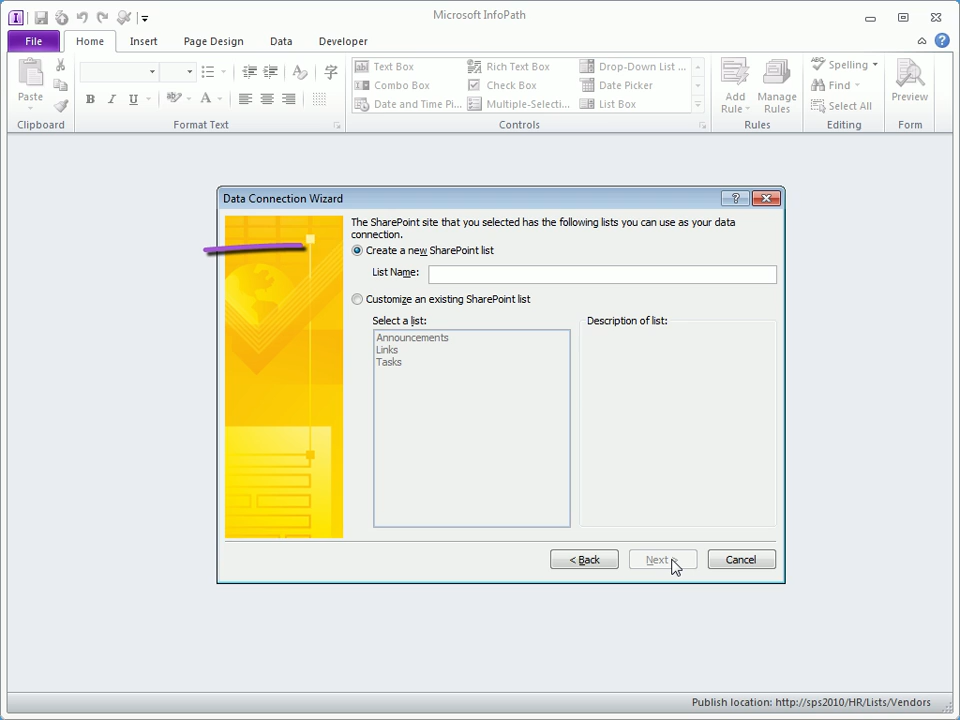 Microsoft InfoPath
File Home Insert Page Design Data Developer
Paste
Clipboard
B I U A 字
Format Text
Text Box Rich Text Box Drop-Down List ...
Combo Box Check Box Date Picker
Date and Time Pi... Multiple-Selecti... List Box
Controls
Add Rule Manage Rules
Rules
Spelling
Find
Select All
Editing
Preview
Form
Data Connection Wizard
The SharePoint site that you selected has the following lists you can use as your data
connection.
Create a new SharePoint list
List Name:
Customize an existing SharePoint list
Select a list: Description of list:
Announcements
Links
Tasks
< Back Next > Cancel
Publish location: http://sps2010/HR/Lists/Vendors